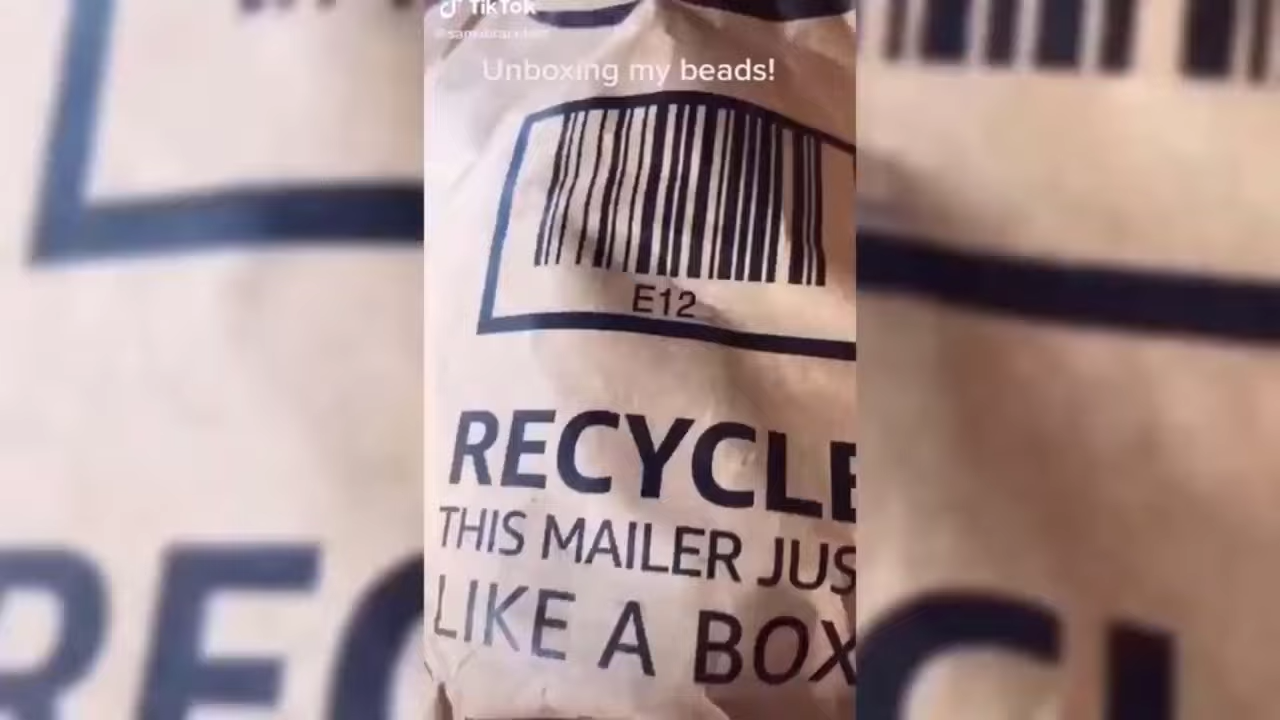 TikTok
Unboxing my beads!
E12
RECYCLE
THIS MAILER JUS
LIKE A BOX